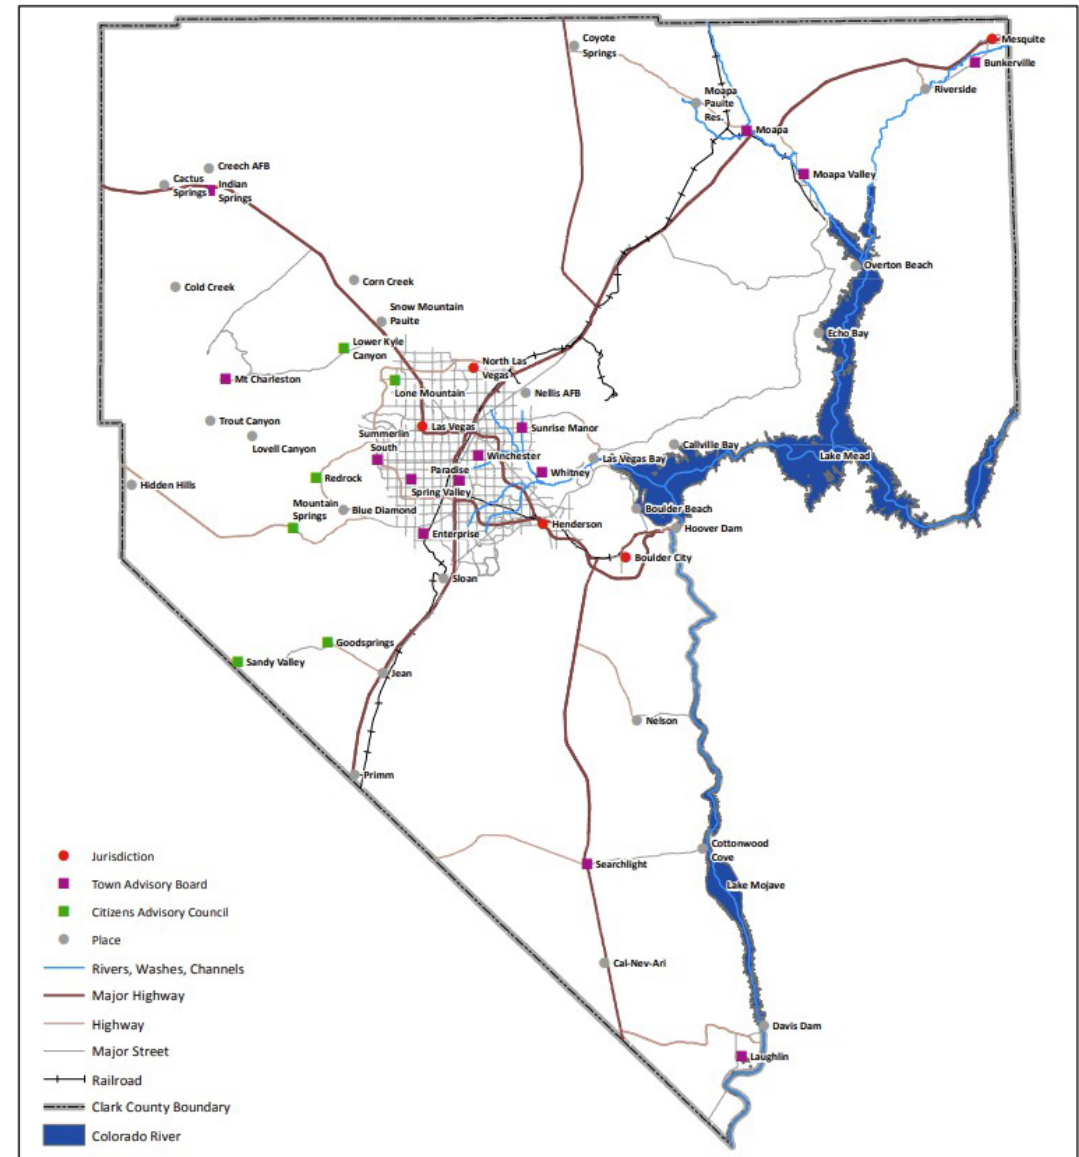 Coyote
Springs
Mesquite
Bunkerville
Riverside
Moapa
Pauite
Res.
Moapa
Moapa Valley
Creech AFB
Cactus
Springs
Indian
Springs
Overton Beach
Corn Creek
Cold Creek
Snow Mountain
Pauite
Echo Bay
Lower Kyle
Canyon
North Las
Vegas
Mt Charleston
Lone Mountain
Nellis AFB
Trout Canyon
Las Vegas
Sunrise Manor
Summerlin
South
Lovell Canyon
Callville Bay
Winchester
Las Vegas Bay
Lake Mead
Paradise
Whitney
Redrock
Hidden Hills
Spring Valley
Mountain
Springs
Blue Diamond
Boulder Beach
Henderson
Hoover Dam
Enterprise
Boulder City
Sloan
Goodsprings
Sandy Valley
Jean
Nelson
Primm
Cottonwood
Cove
Searchlight
Lake Mojave
Cal-Nev-Ari
Davis Dam
Laughlin
Jurisdiction
Town Advisory Board
Citizens Advisory Council
Place
Rivers, Washes, Channels
Major Highway
Highway
Major Street
Railroad
Clark County Boundary
Colorado River